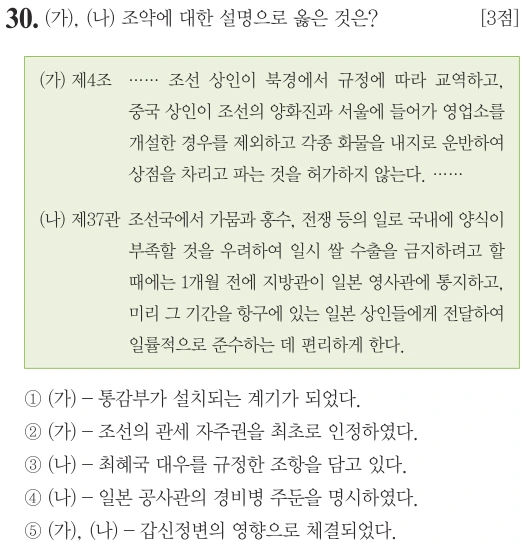 30. (가), (나) 조약에 대한 설명으로 옳은 것은? [3점]
(가) 제4조 …… 조선 상인이 북경에서 규정에 따라 교역하고,
중국 상인이 조선의 양화진과 서울에 들어가 영업소를
개설한 경우를 제외하고 각종 화물을 내지로 운반하여
상점을 차리고 파는 것을 허가하지 않는다. ……
(나) 제37관 조선국에서 가뭄과 홍수, 전쟁 등의 일로 국내에 양식이
부족할 것을 우려하여 일시 쌀 수출을 금지하려고 할
때에는 1개월 전에 지방관이 일본 영사관에 통지하고,
미리 그 기간을 항구에 있는 일본 상인들에게 전달하여
일률적으로 준수하는 데 편리하게 한다.
① (가) – 통감부가 설치되는 계기가 되었다.
② (가) – 조선의 관세 자주권을 최초로 인정하였다.
③ (나) – 최혜국 대우를 규정한 조항을 담고 있다.
④ (나) – 일본 공사관의 경비병 주둔을 명시하였다.
⑤ (가), (나) – 갑신정변의 영향으로 체결되었다.